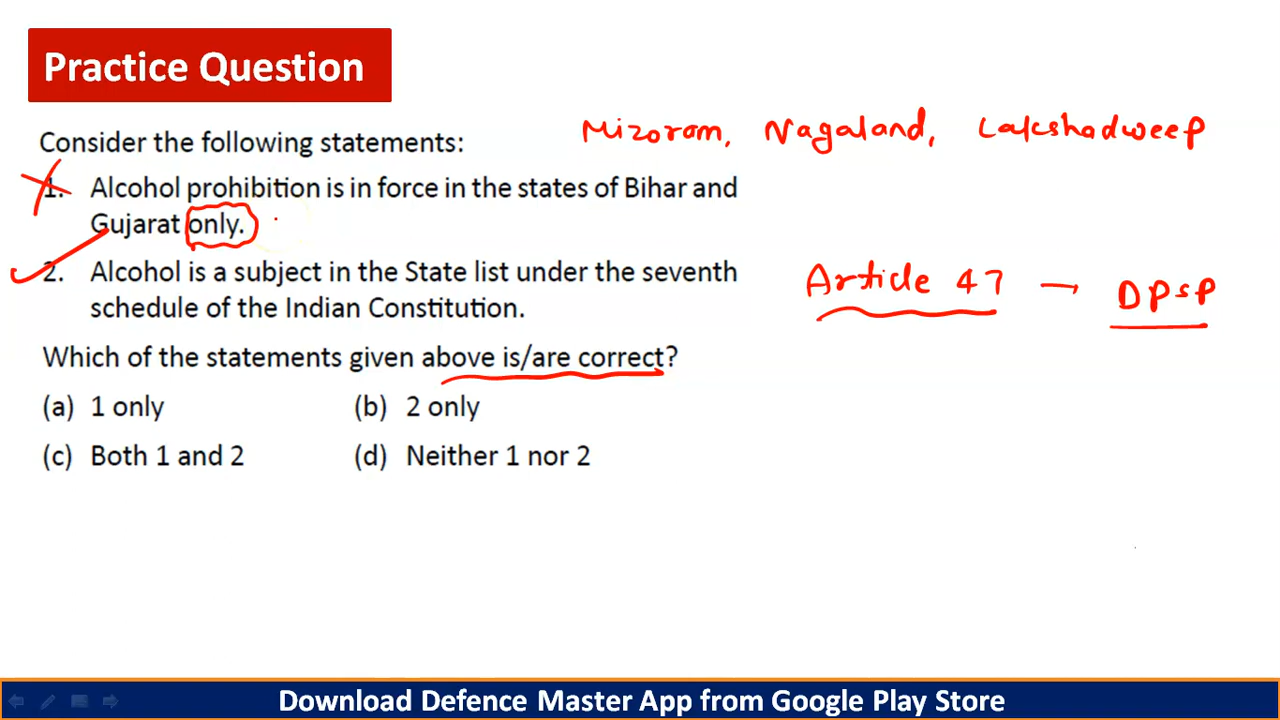 Practice Question
Mizoram, Nagaland, Lakshadweep
Consider the following statements:
1. Alcohol prohibition is in force in the states of Bihar and
Gujarat only.
2. Alcohol is a subject in the State list under the seventh
schedule of the Indian Constitution.
Article 47 → DPSP
Which of the statements given above is/are correct?
(a) 1 only (b) 2 only
(c) Both 1 and 2 (d) Neither 1 nor 2
Download Defence Master App from Google Play Store